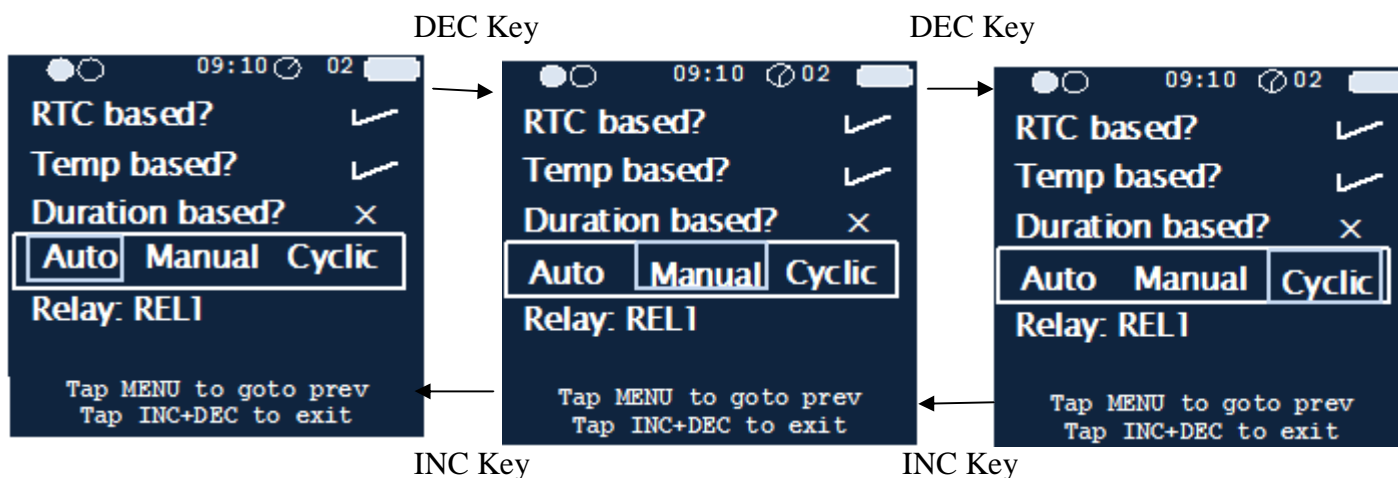 DEC Key
DEC Key
09:10 02
RTC based?
Temp based?
Duration based? ×
Auto Manual Cyclic
Relay: REL1
Tap MENU to goto prev
Tap INC+DEC to exit
09:10 02
RTC based?
Temp based?
Duration based? ×
Auto Manual Cyclic
Relay: REL1
Tap MENU to goto prev
Tap INC+DEC to exit
09:10 02
RTC based?
Temp based?
Duration based? ×
Auto Manual Cyclic
Relay: REL1
Tap MENU to goto prev
Tap INC+DEC to exit
INC Key
INC Key